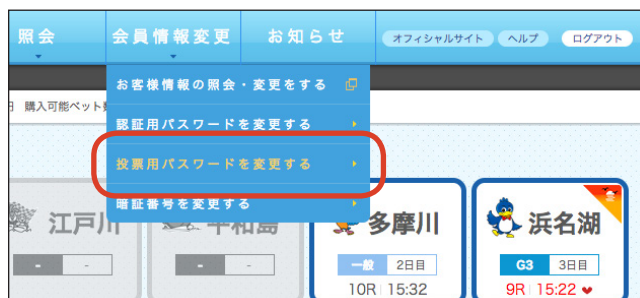 照会 会員情報変更 お知らせ オフィシャルサイト ヘルプ ログアウト
お客様情報の照会・変更をする
購入可能ベット
認証用パスワードを変更する
投票用パスワードを変更する
暗証番号を変更する
江戸川 平和島 多摩川 浜名湖
- - - - 一般 2日目 G3 3日目
10R 15:32 9R 15:22